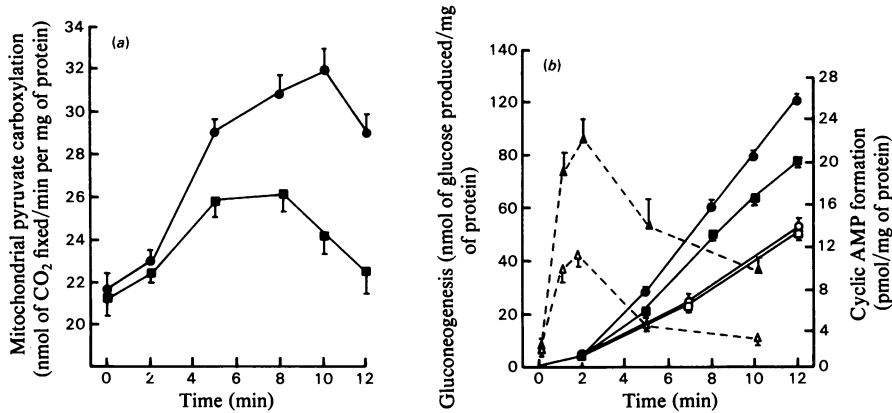 (a)
Mitochondrial pyruvate carboxylation
(nmol of CO2 fixed/min per mg of protein)
34
32
30
28
26
24
22
20
0 2 4 6 8 10 12
Time (min)
(b)
Gluconeogenesis (nmol of glucose produced/mg
of protein)
140
120
100
80
60
40
20
0
0 2 4 6 8 10 12
Time (min)
28
24
20
16
12
8
4
0
Cyclic AMP formation
(pmol/mg of protein)